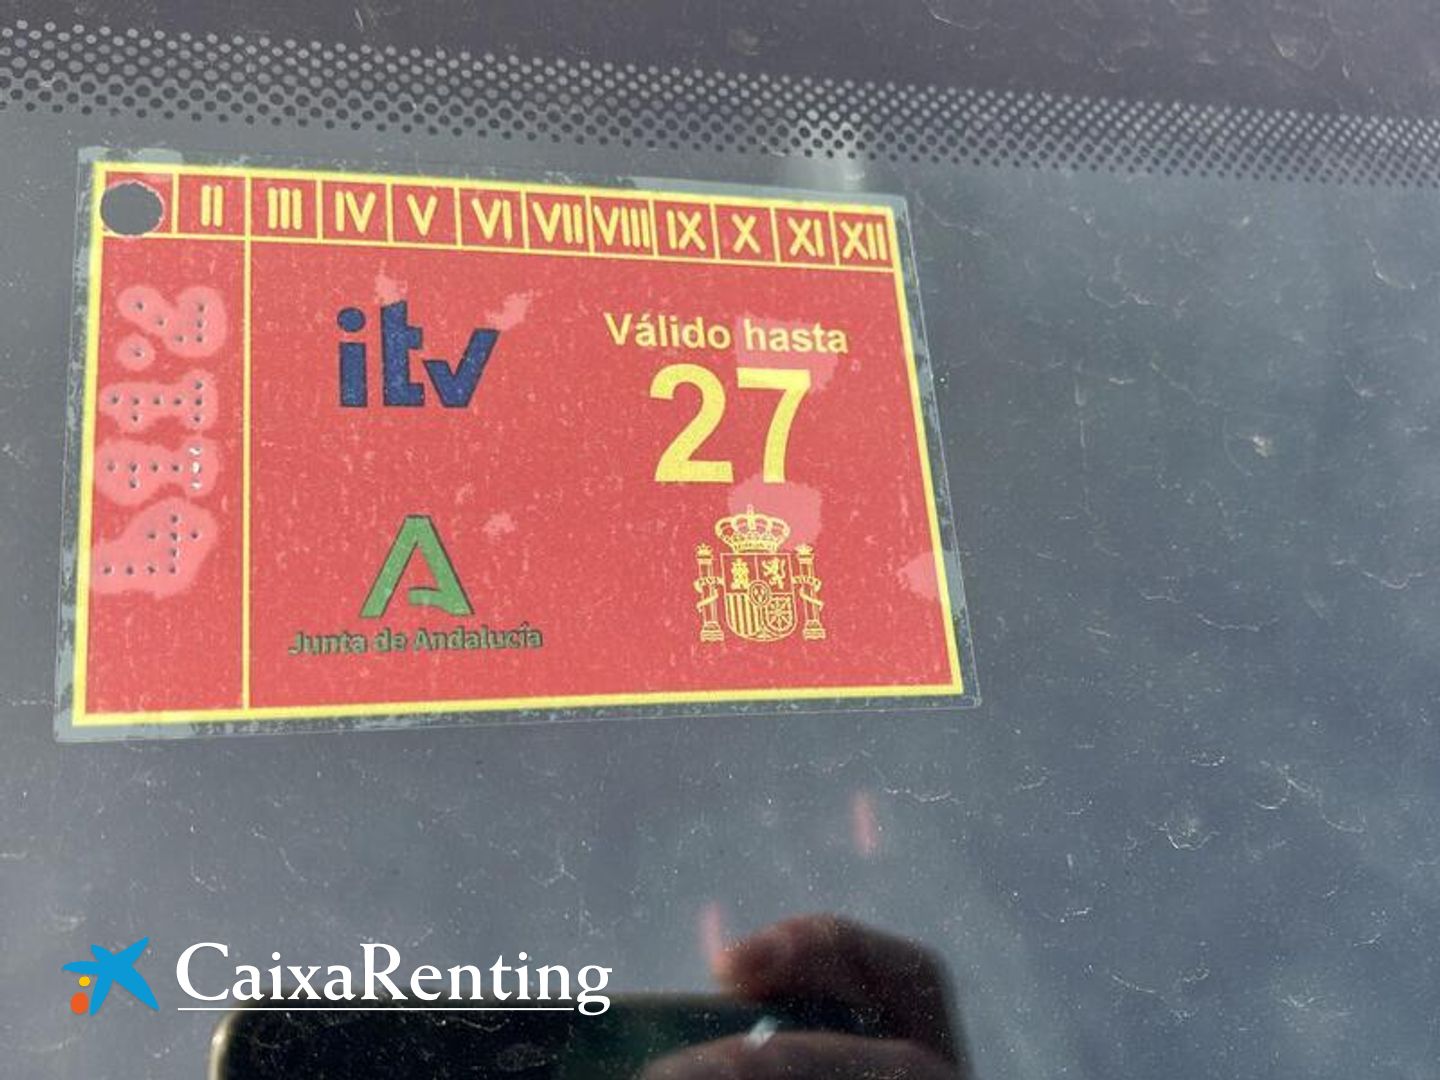 II III IV V VI VII VIII IX X XI XII
itv
Válido hasta
27
Junta de Andalucía
CaixaRenting